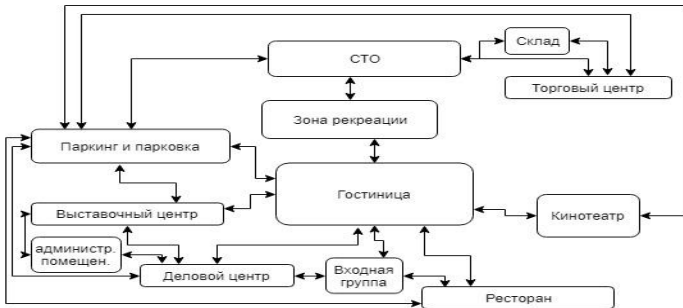 Склад
СТО
Торговый центр
Зона рекреации
Паркинг и парковка
Гостиница
Выставочный центр
Кинотеатр
администр.
помещен.
Деловой центр
Входная
группа
Ресторан